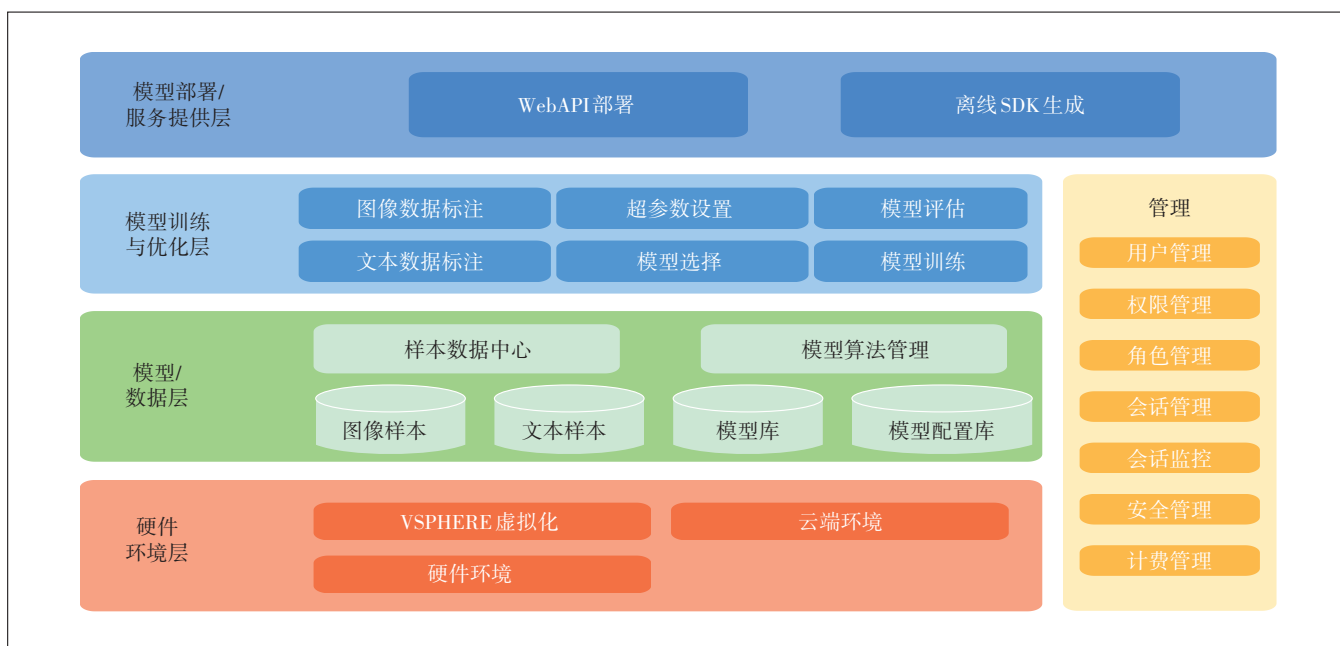 模型部署/
服务提供层
WebAPI部署
离线SDK生成
模型训练
与优化层
图像数据标注
超参数设置
模型评估
文本数据标注
模型选择
模型训练
模型/
数据层
样本数据中心
模型算法管理
图像样本
文本样本
模型库
模型配置库
硬件
环境层
VSPHERE虚拟化
云端环境
硬件环境
管理
用户管理
权限管理
角色管理
会话管理
会话监控
安全管理
计费管理